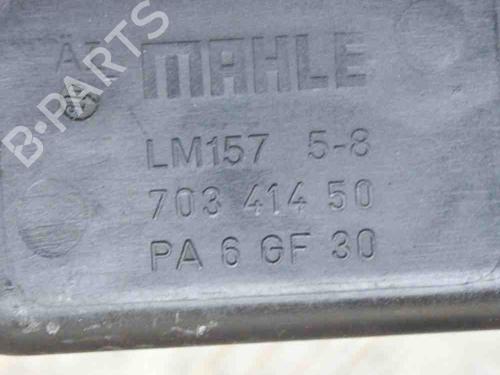 B-PARTS
MAHLE
LM157 5-8
703 414 50
PA 6 GF 30